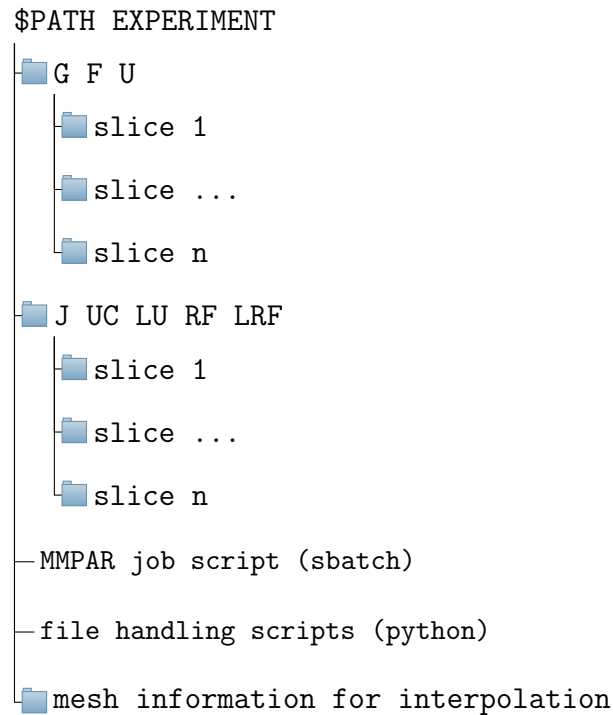 $PATH EXPERIMENT
G F U
slice 1
slice ...
slice n
J UC LU RF LRF
slice 1
slice ...
slice n
MMPAR job script (sbatch)
file handling scripts (python)
mesh information for interpolation